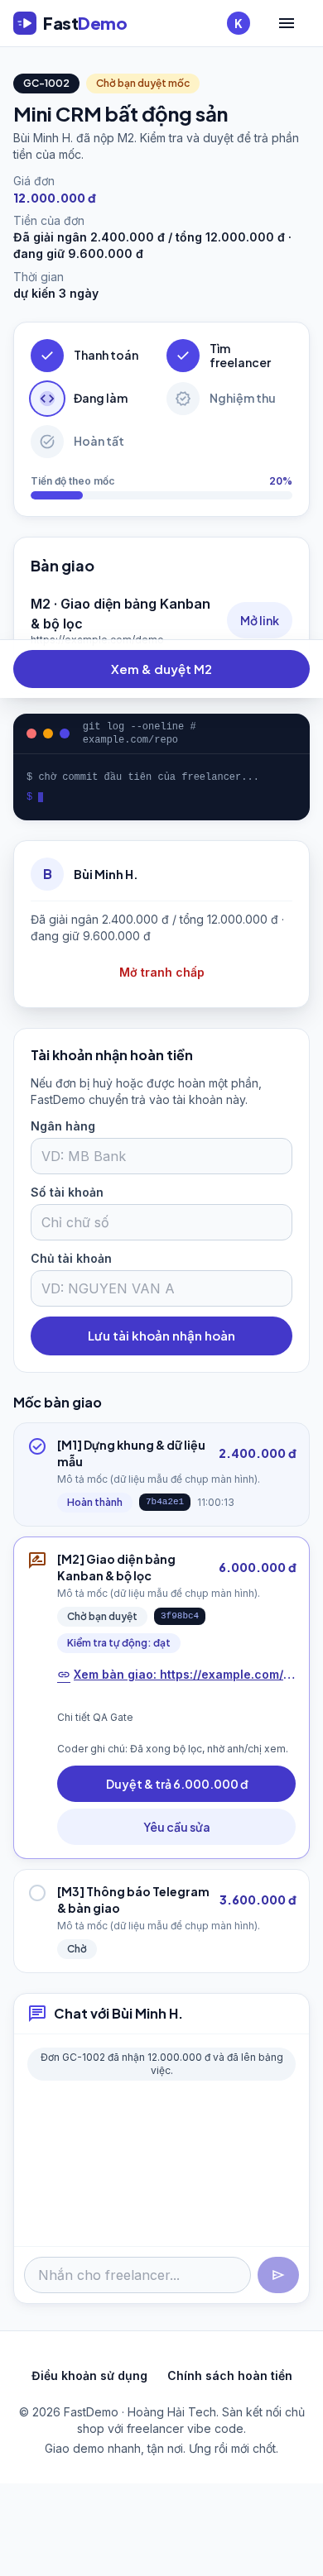 FastDemo
K
GC-1002
Chờ bạn duyệt mốc
Mini CRM bất động sản
Bùi Minh H. đã nộp M2. Kiểm tra và duyệt để trả phần
tiền của mốc.
Giá đơn
12.000.000 đ
Tiền của đơn
Đã giải ngân 2.400.000 đ / tổng 12.000.000 đ ·
đang giữ 9.600.000 đ
Thời gian
dự kiến 3 ngày
Thanh toán
Tìm
freelancer
Đang làm
Nghiệm thu
Hoàn tất
Tiến độ theo mốc
20%
Bàn giao
M2 · Giao diện bảng Kanban
& bộ lọc
Mở link
https://example.com/demo
Xem & duyệt M2
git log --oneline #
example.com/repo
$ chờ commit đầu tiên của freelancer...
$
B
Bùi Minh H.
Đã giải ngân 2.400.000 đ / tổng 12.000.000 đ ·
đang giữ 9.600.000 đ
Mở tranh chấp
Tài khoản nhận hoàn tiền
Nếu đơn bị huỷ hoặc được hoàn một phần,
FastDemo chuyển trả vào tài khoản này.
Ngân hàng
VD: MB Bank
Số tài khoản
Chỉ chữ số
Chủ tài khoản
VD: NGUYEN VAN A
Lưu tài khoản nhận hoàn
Mốc bàn giao
[M1] Dựng khung & dữ liệu
mẫu
2.400.000 đ
Mô tả mốc (dữ liệu mẫu để chụp màn hình).
Hoàn thành
7b4a2e1
11:00:13
[M2] Giao diện bảng
Kanban & bộ lọc
6.000.000 đ
Mô tả mốc (dữ liệu mẫu để chụp màn hình).
Chờ bạn duyệt
3f98bc4
Kiểm tra tự động: đạt
Xem bàn giao: https://example.com/...
Chi tiết QA Gate
Coder ghi chú: Đã xong bộ lọc, nhờ anh/chị xem.
Duyệt & trả 6.000.000 đ
Yêu cầu sửa
[M3] Thông báo Telegram
& bàn giao
3.600.000 đ
Mô tả mốc (dữ liệu mẫu để chụp màn hình).
Chờ
Chat với Bùi Minh H.
Đơn GC-1002 đã nhận 12.000.000 đ và đã lên bảng
việc.
Nhắn cho freelancer...
Điều khoản sử dụng
Chính sách hoàn tiền
© 2026 FastDemo · Hoàng Hải Tech. Sàn kết nối chủ
shop với freelancer vibe code.
Giao demo nhanh, tận nơi. Ưng rồi mới chốt.